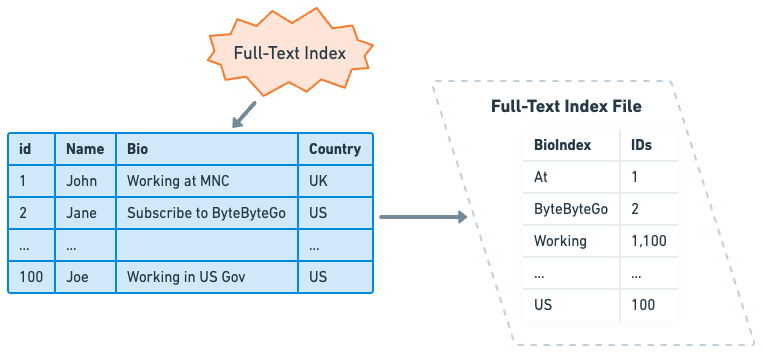 Full-Text Index
id Name Bio Country
1 John Working at MNC UK
2 Jane Subscribe to ByteByteGo US
... ... ...
100 Joe Working in US Gov US
Full-Text Index File
BioIndex IDs
At 1
ByteByteGo 2
Working 1,100
... ...
US 100